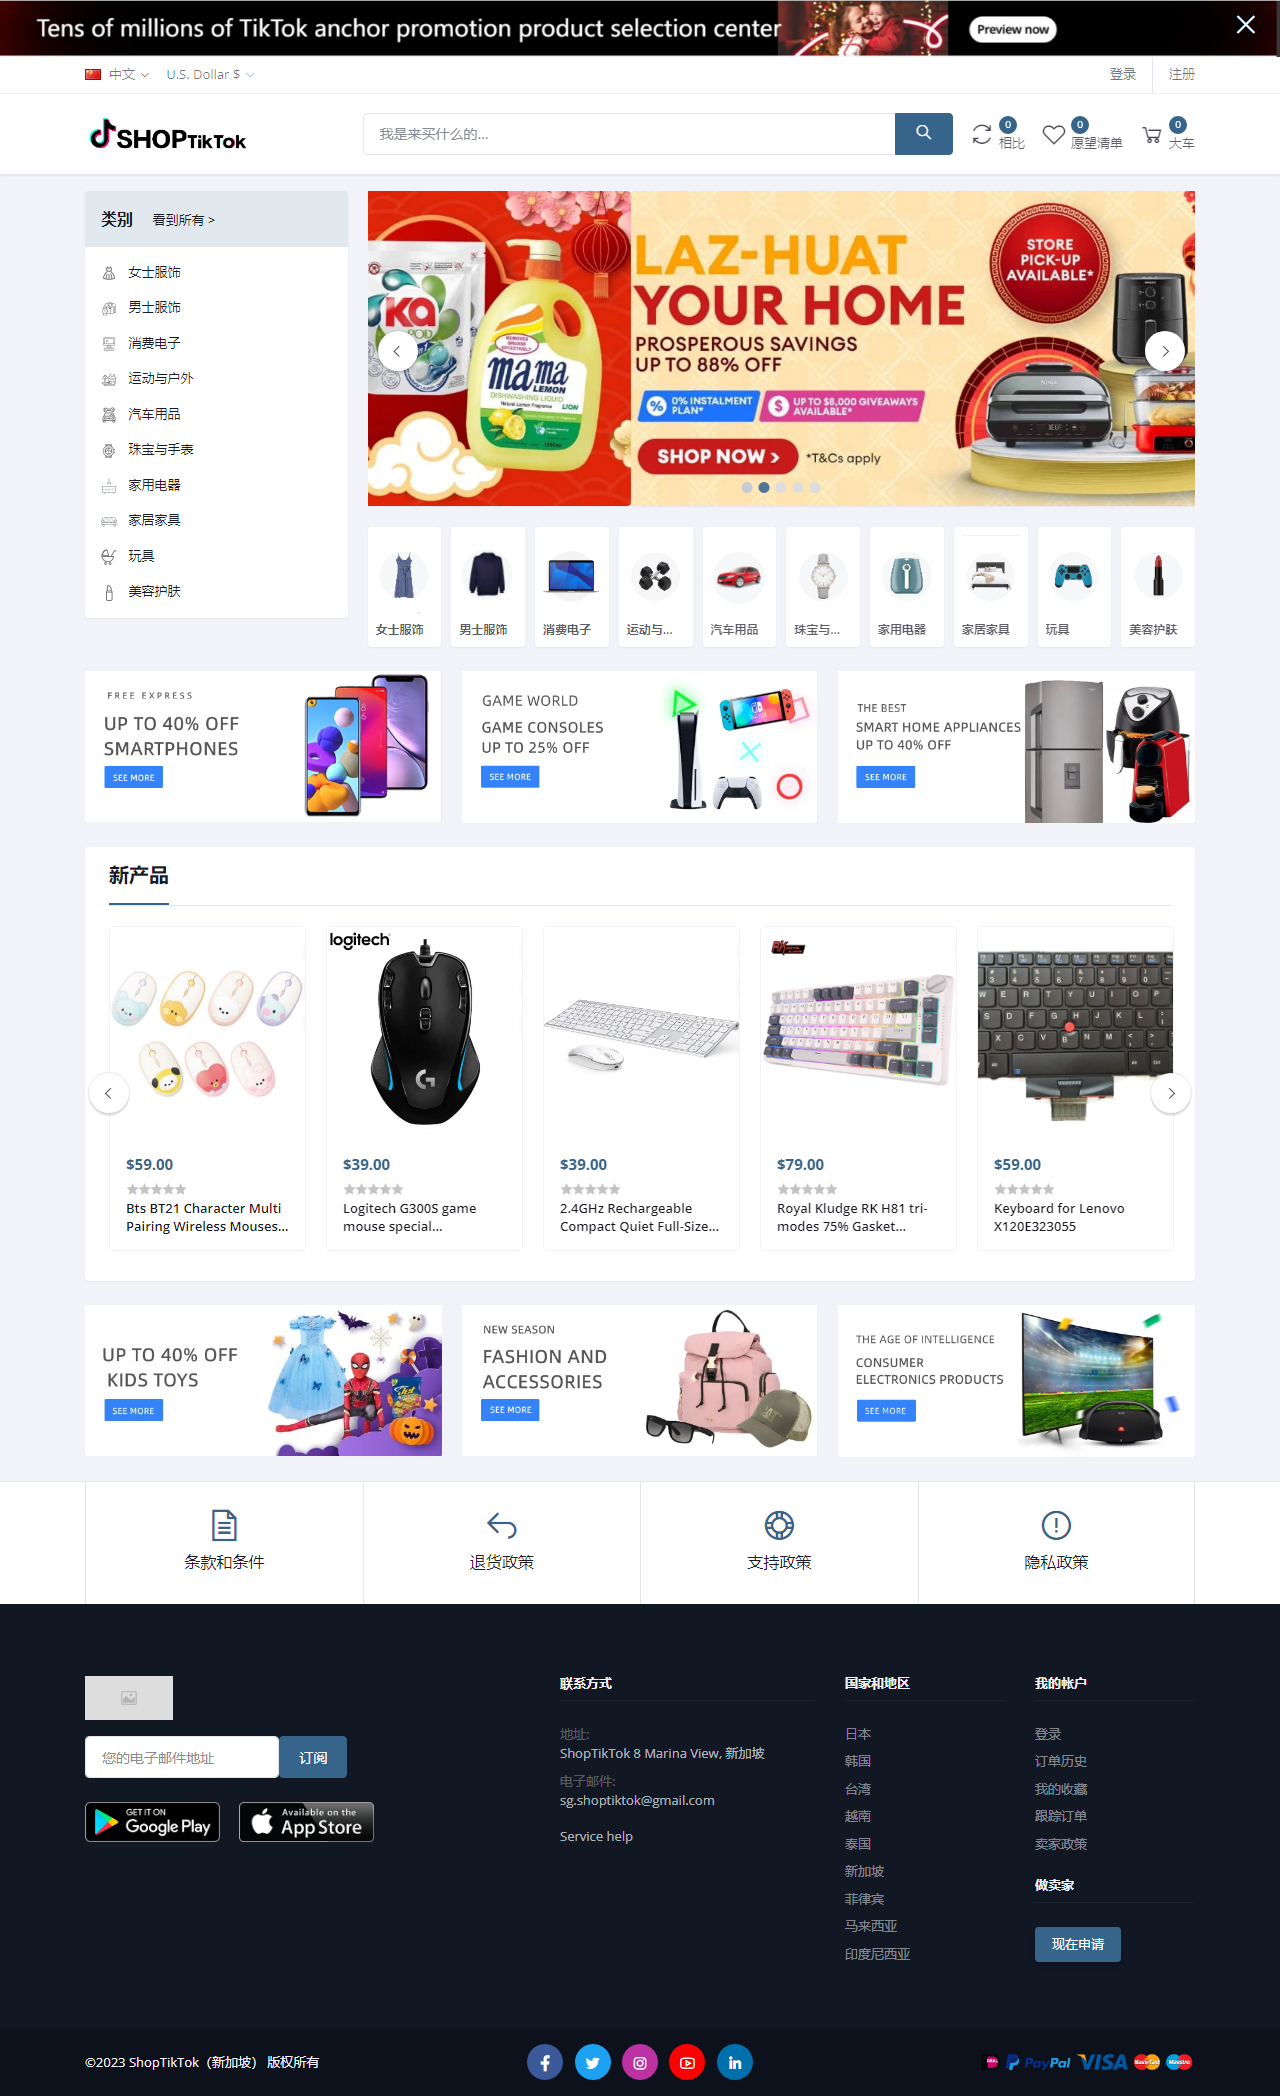 Tens of millions of TikTok anchor promotion product selection center
Preview now
中文
U.S. Dollar $
登录
注册
SHOPTikTok
我是来买什么的...
0
相比
0
愿望清单
0
大车
类别
看到所有 >
女士服饰
男士服饰
消费电子
运动与户外
汽车用品
珠宝与手表
家用电器
家居家具
玩具
美容护肤
LAZ-HUAT
YOUR HOME
PROSPEROUS SAVINGS
UP TO 88% OFF
STORE
PICK-UP
AVAILABLE*
0% INSTALMENT
PLAN*
UP TO $8,000 GIVEAWAYS
AVAILABLE*
SHOP NOW >
*T&Cs apply
ka
POD
mama
LEMON
DISHWASHING LIQUID
LION
女士服饰
男士服饰
消费电子
运动与...
汽车用品
珠宝与...
家用电器
家居家具
玩具
美容护肤
FREE EXPRESS
UP TO 40% OFF
SMARTPHONES
SEE MORE
GAME WORLD
GAME CONSOLES
UP TO 25% OFF
SEE MORE
THE BEST
SMART HOME APPLIANCES
UP TO 40% OFF
SEE MORE
新产品
logitech
RK
$59.00
Bts BT21 Character Multi
Pairing Wireless Mouses...
$39.00
Logitech G300S game
mouse special...
$39.00
2.4GHz Rechargeable
Compact Quiet Full-Size...
$79.00
Royal Kludge RK H81 tri-
modes 75% Gasket...
$59.00
Keyboard for Lenovo
X120E323055
UP TO 40% OFF
KIDS TOYS
SEE MORE
NEW SEASON
FASHION AND
ACCESSORIES
SEE MORE
THE AGE OF INTELLIGENCE
CONSUMER
ELECTRONICS PRODUCTS
SEE MORE
条款和条件
退货政策
支持政策
隐私政策
您的电子邮件地址
订阅
GET IT ON
Google Play
Available on the
App Store
联系方式
地址:
ShopTikTok 8 Marina View, 新加坡
电子邮件:
sg.shoptiktok@gmail.com
Service help
国家和地区
日本
韩国
台湾
越南
泰国
新加坡
菲律宾
马来西亚
印度尼西亚
我的帐户
登录
订单历史
我的收藏
跟踪订单
卖家政策
做卖家
现在申请
©2023 ShopTikTok（新加坡） 版权所有
PayPal
VISA
MasterCard
Maestro